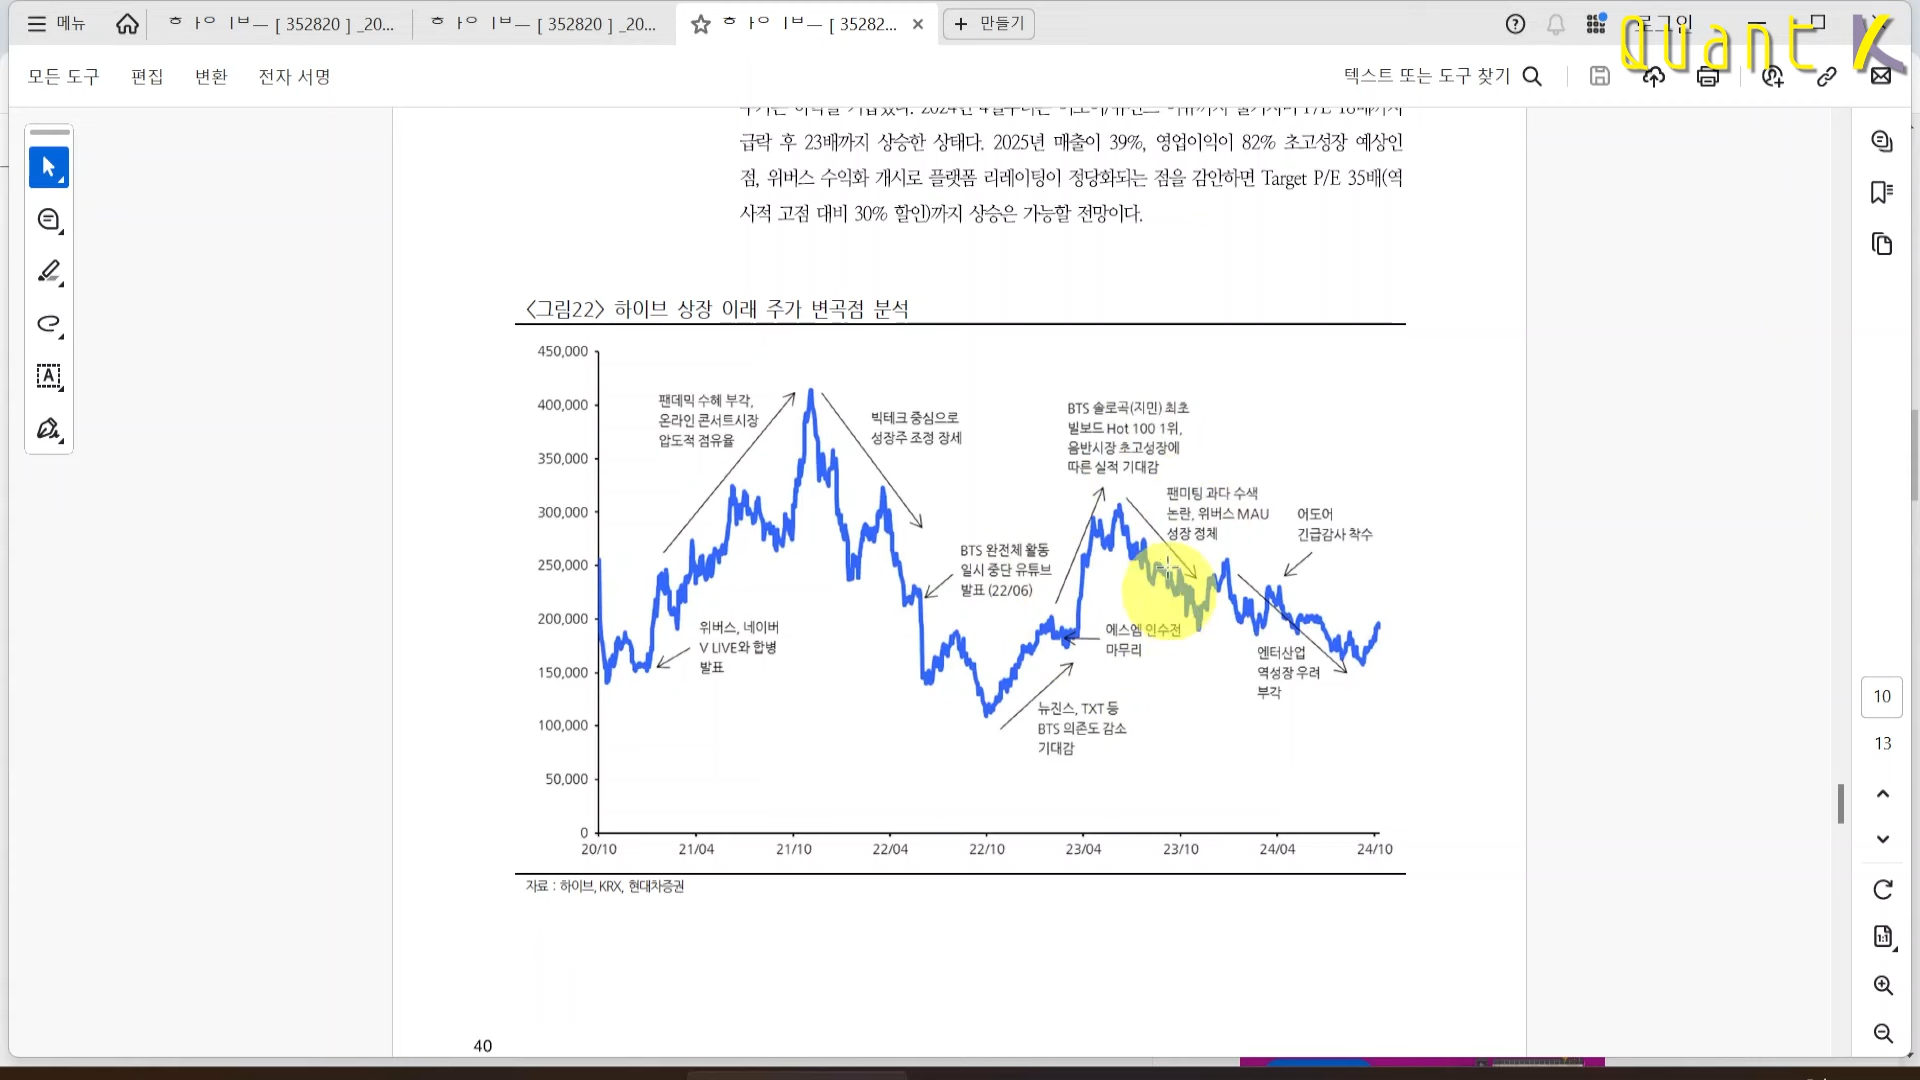 메뉴
ㅎㅏㅇㅣㅂㅡ [ 352820 ] _20...
ㅎㅏㅇㅣㅂㅡ [ 352820 ] _20...
ㅎㅏㅇㅣㅂㅡ [ 35282...
만들기
로그인
Quant K
모든 도구
편집
변환
전자 서명
텍스트 또는 도구 찾기
급락 후 23배까지 상승한 상태다. 2025년 매출이 39%, 영업이익이 82% 초고성장 예상인
점, 위버스 수익화 개시로 플랫폼 리레이팅이 정당화되는 점을 감안하면 Target P/E 35배(역
사적 고점 대비 30% 할인)까지 상승은 가능할 전망이다.
<그림22> 하이브 상장 이래 주가 변곡점 분석
450,000
400,000
350,000
300,000
250,000
200,000
150,000
100,000
50,000
0
팬데믹 수혜 부각,
온라인 콘서트시장
압도적 점유율
빅테크 중심으로
성장주 조정 장세
BTS 솔로곡(지민) 최초
빌보드 Hot 100 1위,
음반시장 초고성장에
따른 실적 기대감
팬미팅 과다 수색
논란, 위버스 MAU
성장 정체
어도어
긴급감사 착수
BTS 완전체 활동
일시 중단 유튜브
발표 (22/06)
위버스, 네이버
V LIVE와 합병
발표
에스엠 인수전
마무리
엔터산업
역성장 우려
부각
뉴진스, TXT 등
BTS 의존도 감소
기대감
20/10
21/04
21/10
22/04
22/10
23/04
23/10
24/04
24/10
자료 : 하이브, KRX, 현대차증권
40
10
13